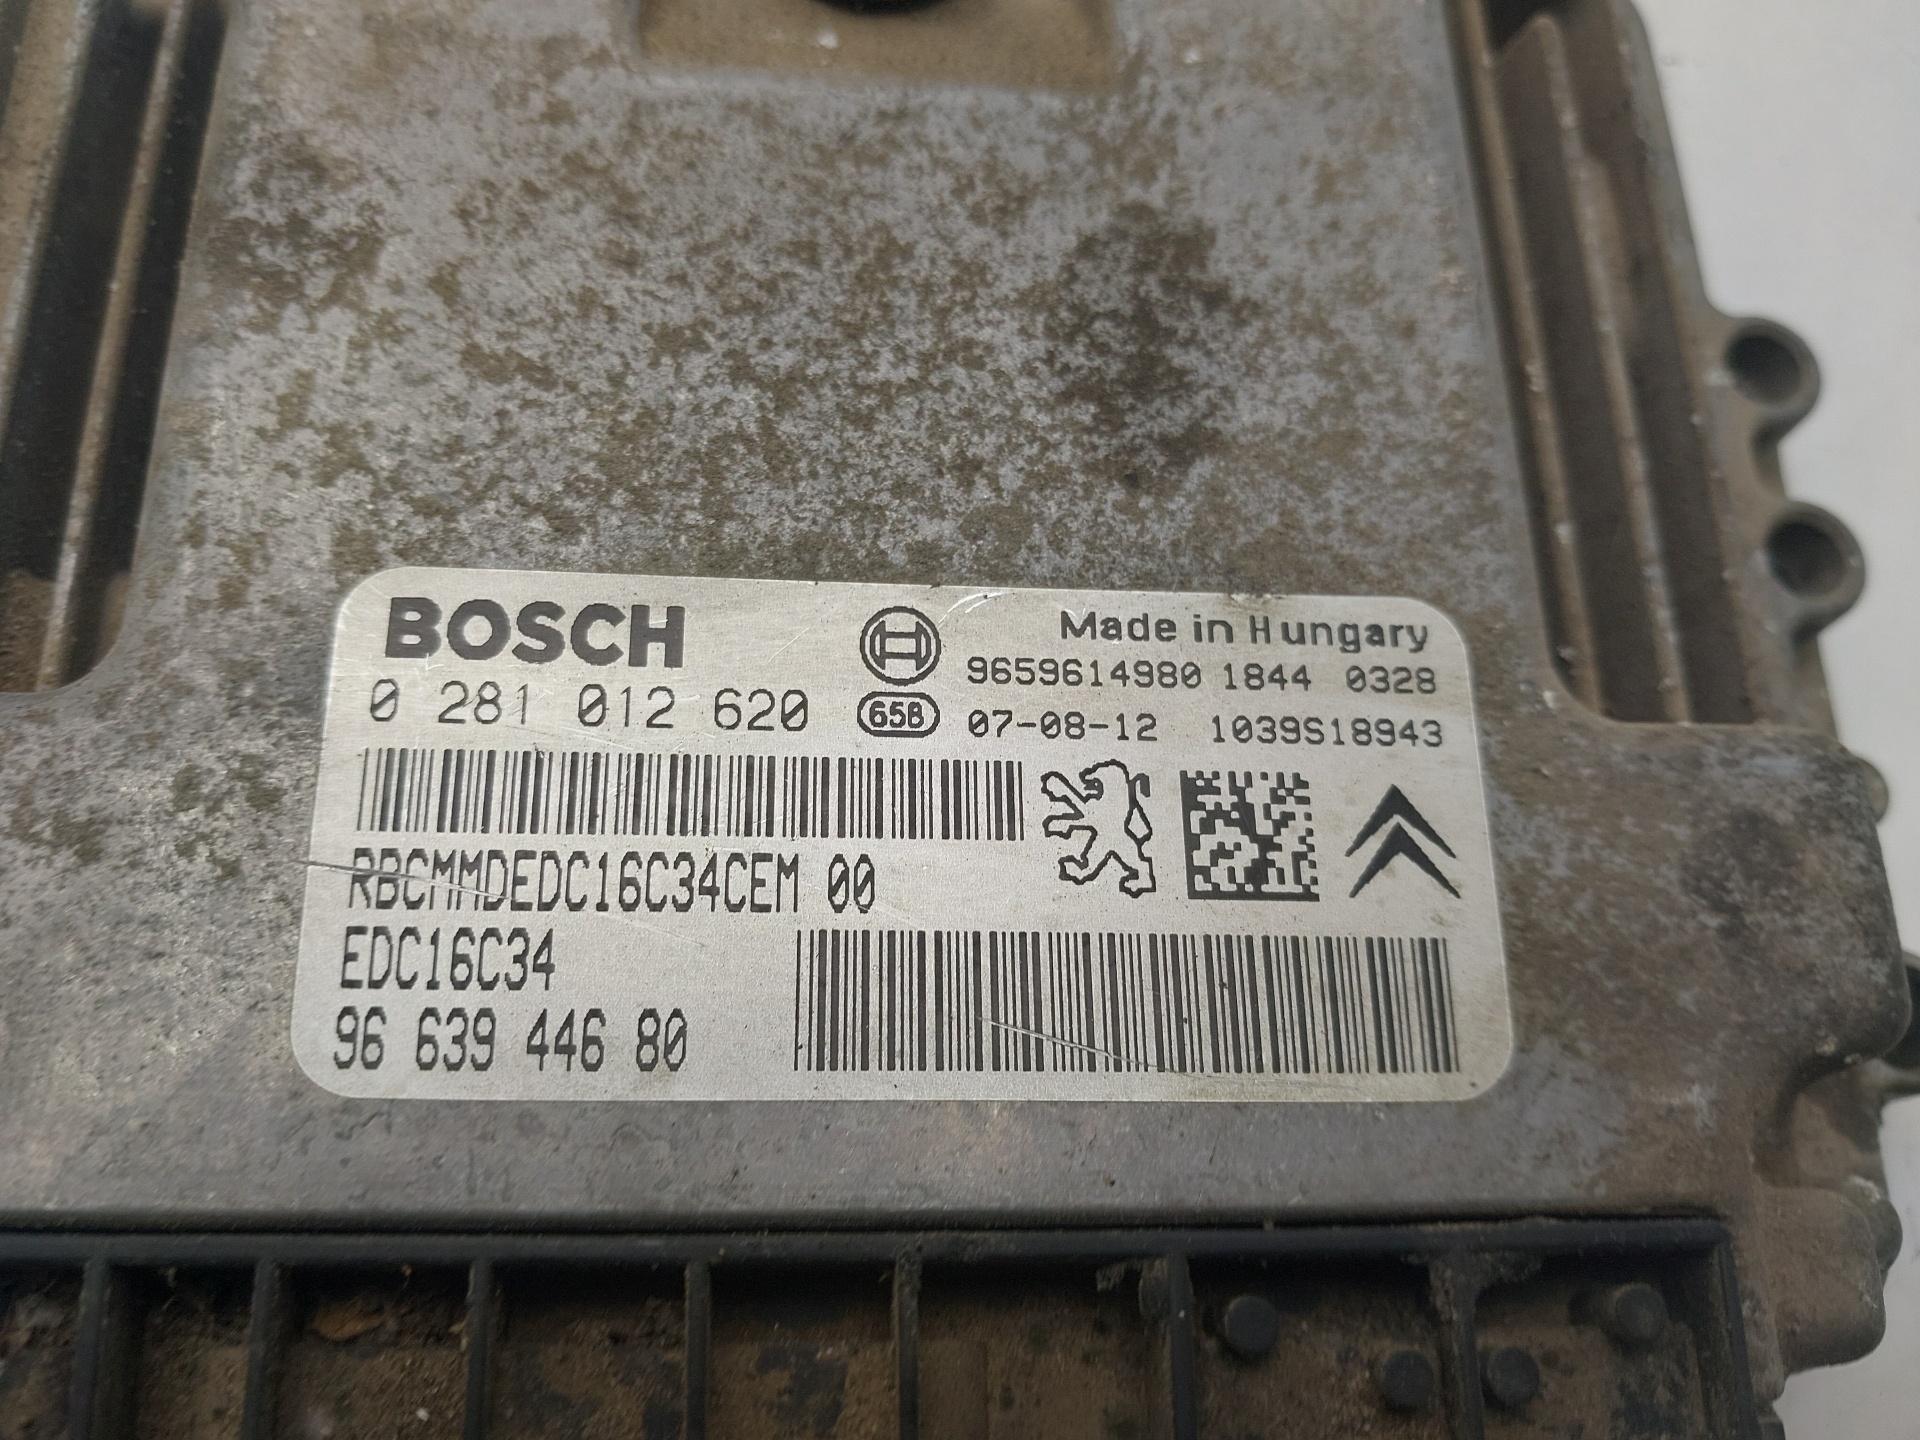 BOSCH
Made in Hungary
9659614980 1844 0328
0 281 012 620
65B
07-08-12 1039S18943
RBCMMDEDC16C34CEM 00
EDC16C34
96 639 446 80